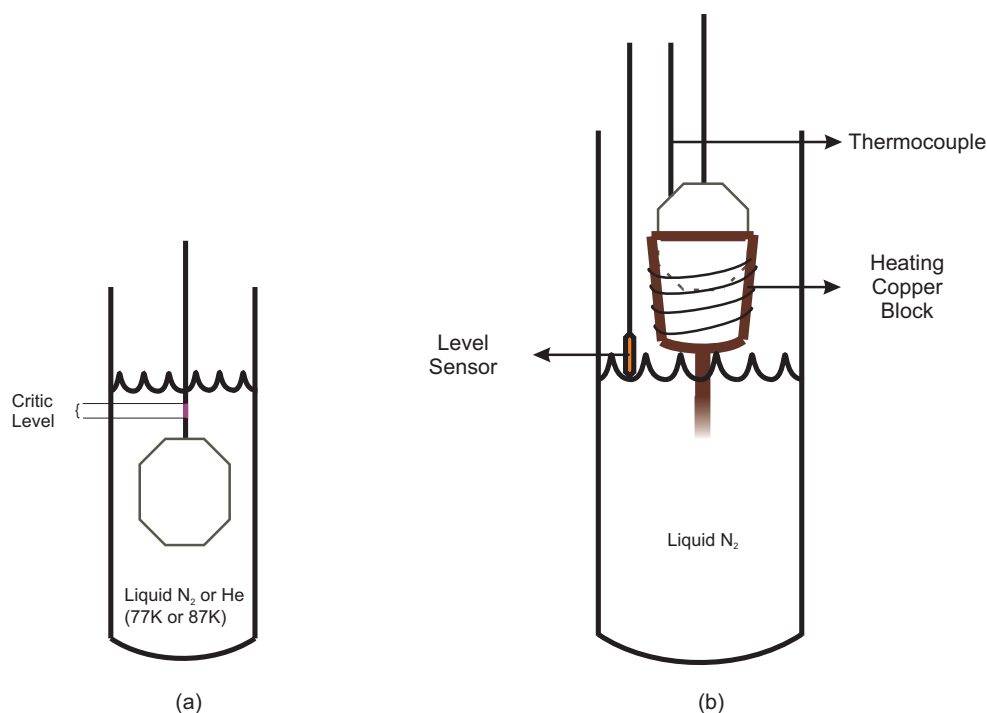 Critic
Level
{
Liquid N₂ or He
(77K or 87K)
(a)
Thermocouple
Heating
Copper
Block
Level
Sensor
Liquid N₂
(b)